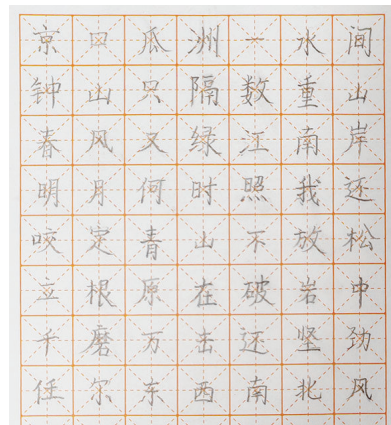 京口瓜洲一水间
钟山只隔数重山
春风又绿江南岸
明月何时照我还
咬定青山不放松
立根原在破岩中
千磨万击还坚劲
任尔东西南北风